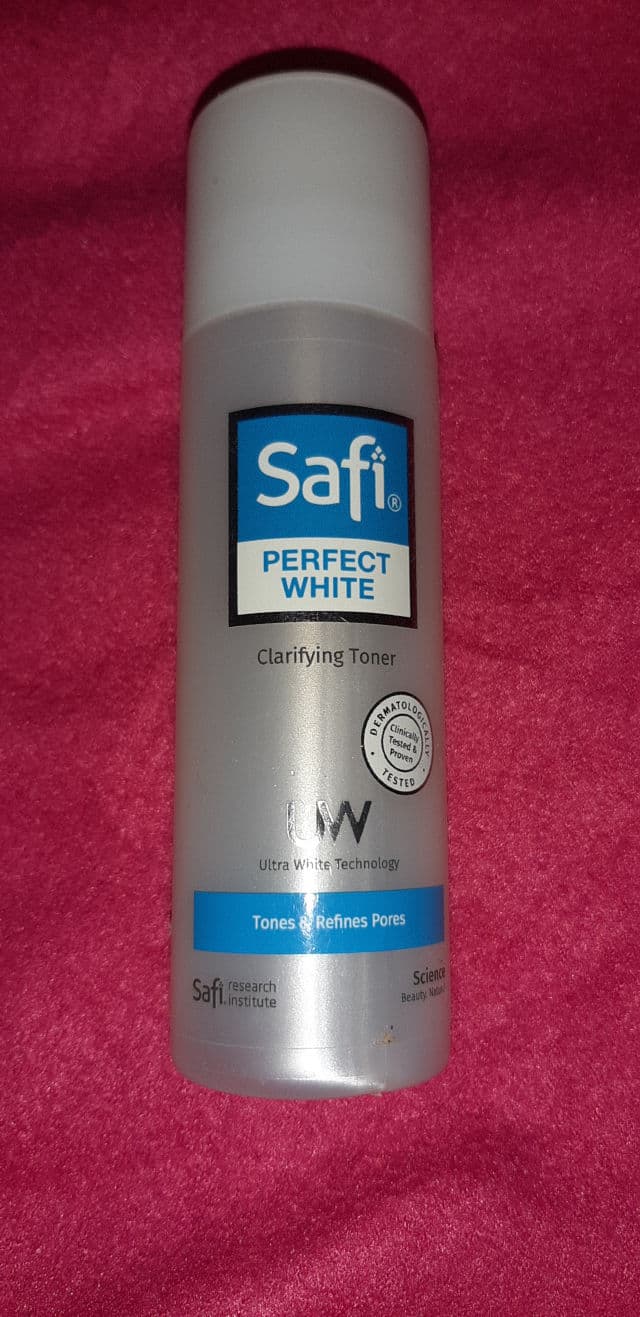 Safi®
PERFECT
WHITE
Clarifying Toner
DERMATOLOGICALLY
Clinically
Tested &
Proven
TESTED
UW
Ultra White Technology
Tones & Refines Pores
Safi research
institute
Science
Beauty.